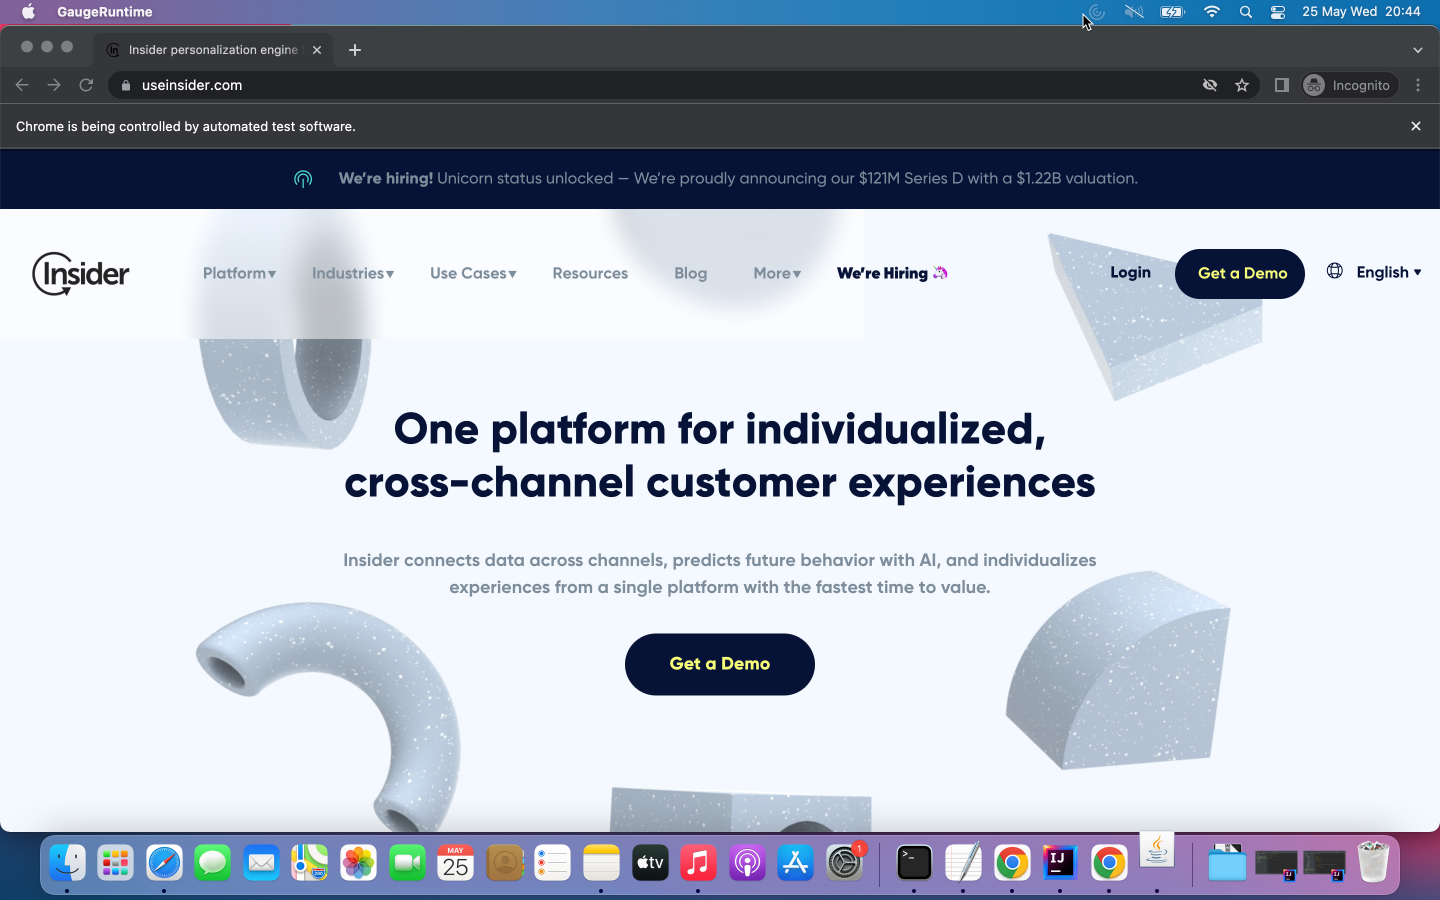 GaugeRuntime
25 May Wed 20:44
Insider personalization engine
useinsider.com
Incognito
Chrome is being controlled by automated test software.
We're hiring! Unicorn status unlocked — We're proudly announcing our $121M Series D with a $1.22B valuation.
Insider
Platform▾ Industries▾ Use Cases▾ Resources Blog More▾ We're Hiring 🦄 Login Get a Demo English ▾
One platform for individualized,
cross-channel customer experiences
Insider connects data across channels, predicts future behavior with AI, and individualizes
experiences from a single platform with the fastest time to value.
Get a Demo
MAY
25
tv
1
>_
IJ